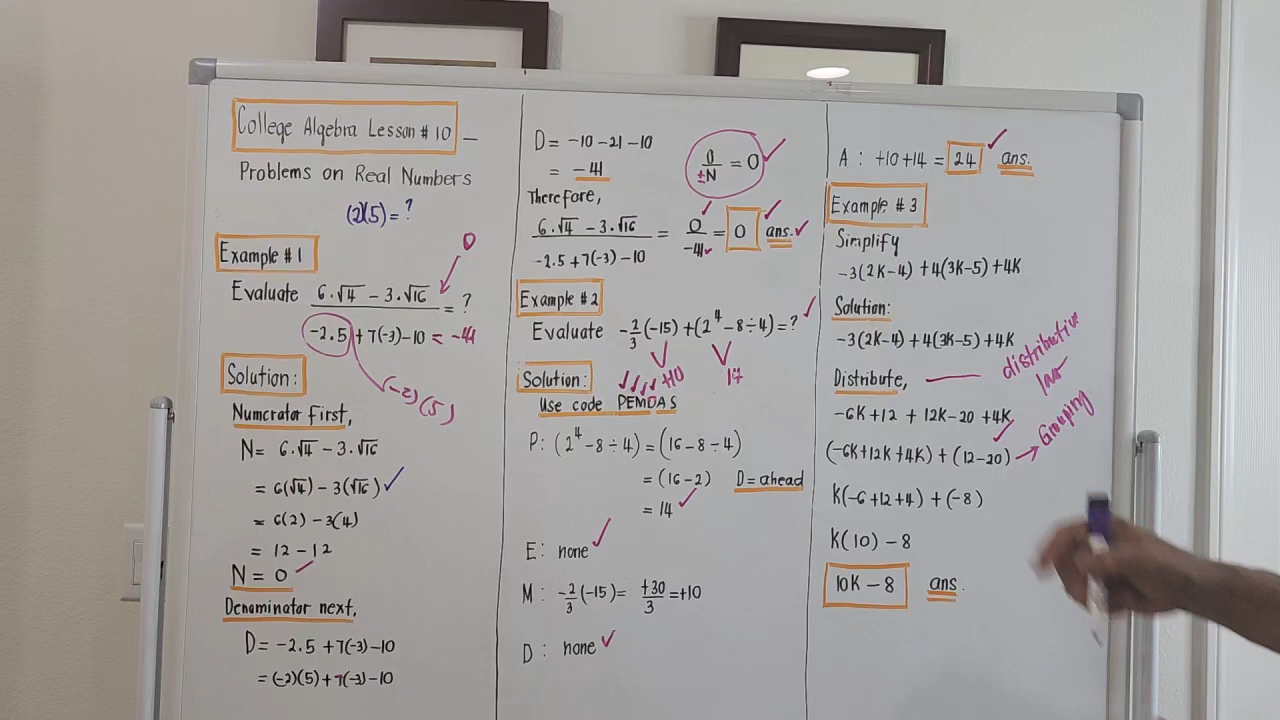 College Algebra Lesson # 10 –
Problems on Real Numbers
(2)(5) = ?
Example # 1
0
Evaluate 6.√4 – 3.√16 / -2.5 + 7(-3) – 10 = ?
= -41
(-2)(5)
Solution:
Numerator first,
N = 6.√4 – 3.√16
= 6(√4) – 3(√16) ✓
= 6(2) – 3(4)
= 12 – 12
N = 0
Denominator next,
D = -2.5 + 7(-3) – 10
= (-2)(5) + 7(-3) – 10
D = -10 – 21 – 10
= -41
0/±N = 0 ✓
Therefore,
6.√4 – 3.√16 / -2.5 + 7(-3) – 10 = 0/-41 = 0 ans. ✓
Example # 2
Evaluate -2/3(-15) + (2⁴ – 8 ÷ 4) = ? ✓
+10
14
Solution:
Use code PEMDAS
P: (2⁴ – 8 ÷ 4) = (16 – 8 ÷ 4)
= (16 – 2) D = ahead
= 14 ✓
E: none ✓
M: -2/3(-15) = +30/3 = +10
D: none ✓
A: +10 + 14 = 24 ✓ ans.
Example # 3
Simplify
-3(2K – 4) + 4(3K – 5) + 4K
Solution:
-3(2K – 4) + 4(3K – 5) + 4K
Distribute, — distributive law
-6K + 12 + 12K – 20 + 4K
(-6K + 12K + 4K) + (12 – 20) → Grouping
K(-6 + 12 + 4) + (-8)
K(10) – 8
10K – 8 ans.